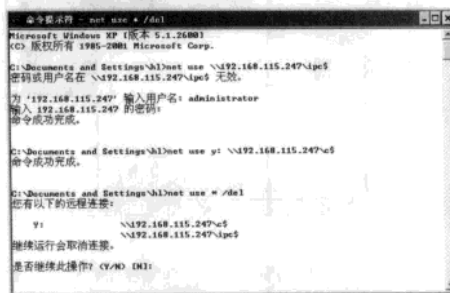 命令提示符 - net use * /del
Microsoft Windows XP [版本 5.1.2600]
(C) 版权所有 1985-2001 Microsoft Corp.
C:\Documents and Settings\hl>net use \\192.168.115.247\ipc$
密码或用户名在 \\192.168.115.247\ipc$ 无效。
为 '192.168.115.247' 输入用户名: administrator
输入 192.168.115.247 的密码:
命令成功完成。
C:\Documents and Settings\hl>net use y: \\192.168.115.247\c$
命令成功完成。
C:\Documents and Settings\hl>net use * /del
您有以下的远程连接:
Y: \\192.168.115.247\c$
\\192.168.115.247\ipc$
继续运行会取消连接。
是否继续此操作? (Y/N) [N]: